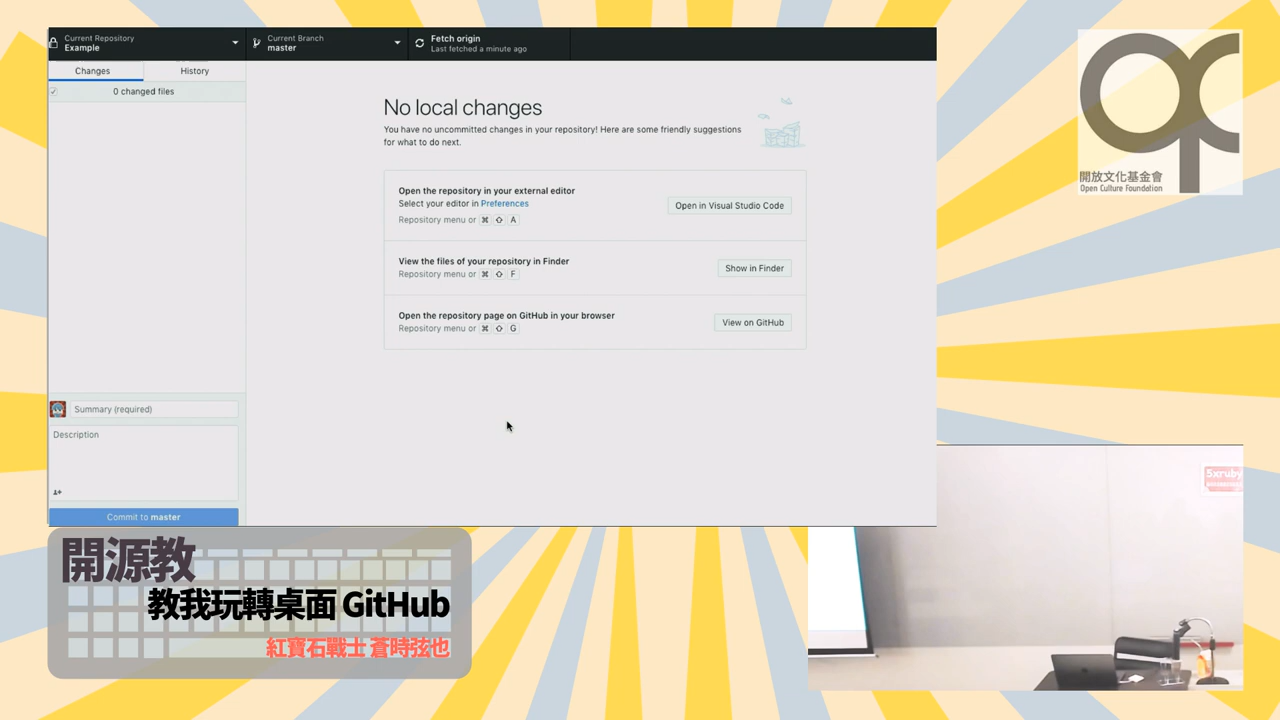 Current Repository
Example
Current Branch
master
Fetch origin
Last fetched a minute ago
Changes
History
0 changed files
No local changes
You have no uncommitted changes in your repository! Here are some friendly suggestions
for what to do next.
Open the repository in your external editor
Select your editor in Preferences
Repository menu or ⌘ ⇧ A
Open in Visual Studio Code
View the files of your repository in Finder
Repository menu or ⌘ ⇧ F
Show in Finder
Open the repository page on GitHub in your browser
Repository menu or ⌘ ⇧ G
View on GitHub
Summary (required)
Description
Commit to master
開放文化基金會
Open Culture Foundation
5xruby
開源教
教我玩轉桌面 GitHub
紅寶石戰士 蒼時弦也